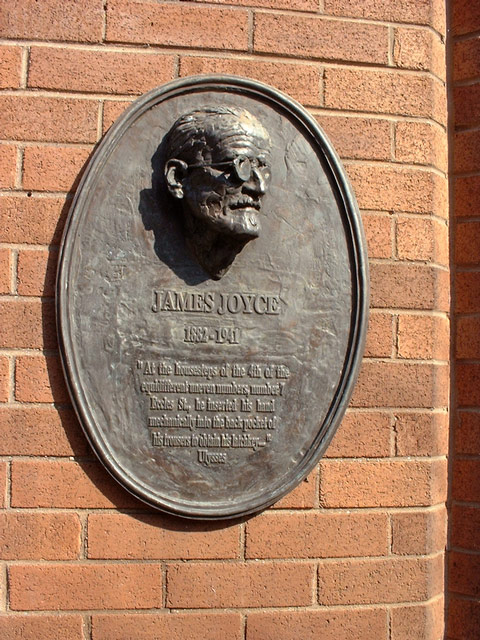 JAMES JOYCE
1882-1941
"At the housesteps of the 4th of the
equidifferent uneven numbers, number 7
Eccles St., he inserted his hand
mechanically into the back pocket of
his trousers to obtain his latchkey...."
Ulysses